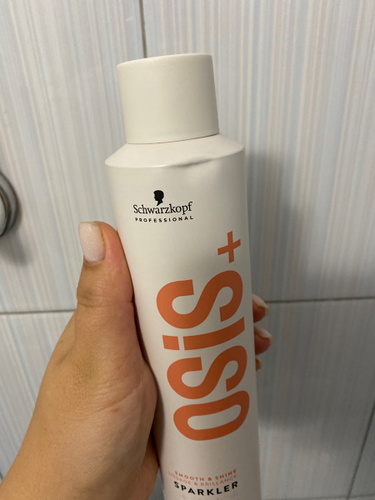 Schwarzkopf
PROFESSIONAL
OSiS+
SMOOTH & SHINE
SPARKLER